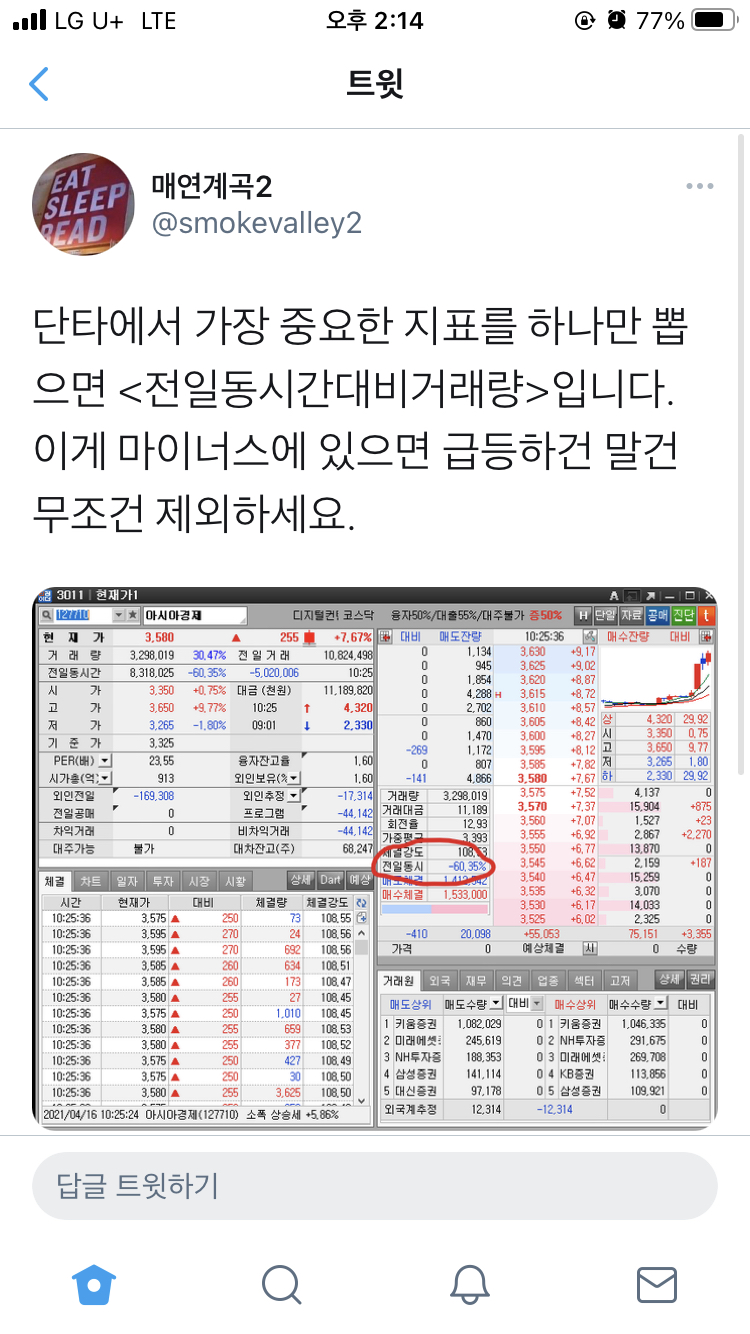 LG U+ LTE 오후 2:14 77%
트윗
EAT
SLEEP
READ
매연계곡2
@smokevalley2
단타에서 가장 중요한 지표를 하나만 뽑
으면 <전일동시간대비거래량>입니다.
이게 마이너스에 있으면 급등하건 말건
무조건 제외하세요.
3011 현재가1
127710 아시아경제 디지털컨 코스닥 융자50%/대출55%/대주불가 증50% H 단일 자료 공매 진단 t
현 재 가 3,580 ▲ 255 +7,67%
거 래 량 3,298,019 30,47% 전 일 거 래 10,824,498
전일동시간 8,318,025 -60,35% -5,020,006 10:25
시 가 3,350 +0,75% 대금 (천원) 11,189,820
고 가 3,650 +9,77% 10:25 ↑ 4,320
저 가 3,265 -1,80% 09:01 ↓ 2,330
기 준 가 3,325
PER(배) 23,55 융자잔고율 1,60
시가총(억) 913 외인보유(% 1,60
외인전일 -169,308 외인추정 -17,314
전일공매 0 프로그램 -44,142
차익거래 0 비차익거래 -44,142
대주가능 불가 대차잔고(주) 68,247
체결 차트 일자 투자 시장 시황 상세 Dart 예상
시간 현재가 대비 체결량 체결강도
10:25:36 3,575 ▲ 250 73 108,55
10:25:36 3,595 ▲ 270 24 108,56
10:25:36 3,595 ▲ 270 692 108,56
10:25:36 3,585 ▲ 260 634 108,51
10:25:36 3,585 ▲ 260 173 108,47
10:25:36 3,580 ▲ 255 27 108,45
10:25:36 3,575 ▲ 250 1,010 108,45
10:25:36 3,580 ▲ 255 659 108,53
10:25:36 3,580 ▲ 255 377 108,52
10:25:36 3,575 ▲ 250 427 108,49
10:25:36 3,575 ▲ 250 30 108,50
10:25:36 3,580 ▲ 255 3,625 108,50
2021/04/16 10:25:24 아시아경제(127710) 소폭 상승세 +5,86%
대비 매도잔량 10:25:36 매수잔량 대비
0 1,134 3,630 +9,17
0 945 3,625 +9,02
0 1,854 3,620 +8,87
0 4,288 H 3,615 +8,72
0 2,702 3,610 +8,57
0 860 3,605 +8,42
0 1,470 3,600 +8,27
-269 1,172 3,595 +8,12
0 807 3,585 +7,82
-141 4,866 3,580 +7,67
상 4,320 29,92
시 3,350 0,75
고 3,650 9,77
저 3,265 1,80
하 2,330 29,92
거래량 3,298,019
거래대금 11,189
회전율 12,93
가중평균 3,393
체결강도
전일동시 -60,35%
매수체결 1,533,000
3,575 +7,52 4,137 0
3,570 +7,37 15,904 +875
3,560 +7,07 1,527 +23
3,555 +6,92 2,867 +2,270
3,550 +6,77 13,870 0
3,545 +6,62 2,159 +187
3,540 +6,47 15,259 0
3,535 +6,32 3,070 0
3,530 +6,17 14,033 0
3,525 +6,02 2,325 0
-410 20,098 +55,053 75,151 +3,355
가격 0 예상체결 시 0 수량
거래원 외국 재무 의견 업종 섹터 고저 상세 권리
매도상위 매도수량 대비 매수상위 매수수량 대비
1 키움증권 1,082,029 0 1 키움증권 1,046,335 0
2 미래에셋 245,619 0 2 NH투자증 291,675 0
3 NH투자증 188,353 0 3 미래에셋 269,708 0
4 삼성증권 141,114 0 4 KB증권 113,856 0
5 대신증권 97,178 0 5 삼성증권 109,921 0
외국계추정 12,314 -12,314 0
답글 트윗하기